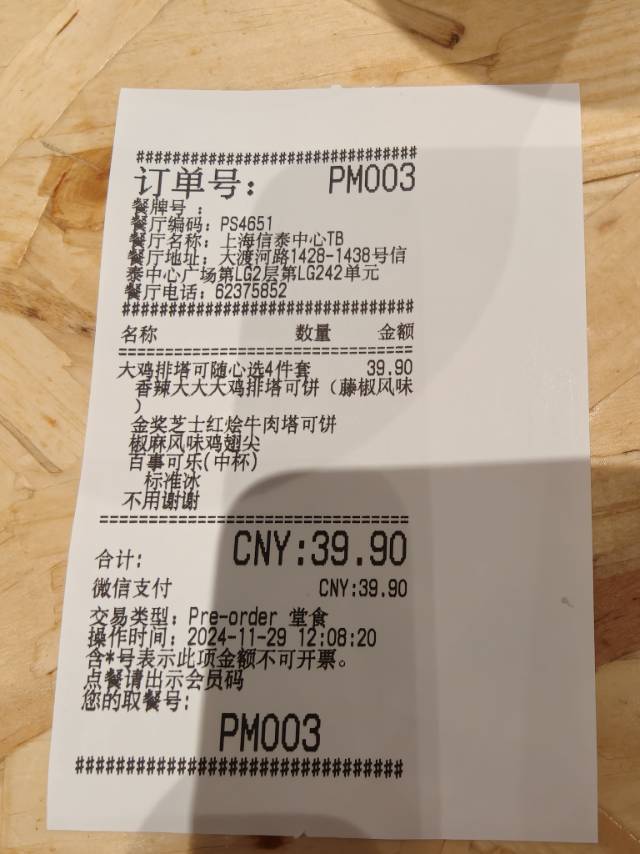 ################################
订单号： PM003
餐牌号：
餐厅编码：PS4651
餐厅名称：上海信泰中心TB
餐厅地址：大渡河路1428-1438号信
泰中心广场第LG2层第LG242单元
餐厅电话：62375852
################################
名称 数量 金额
================================
大鸡排塔可随心选4件套 39.90
香辣大大大鸡排塔可饼（藤椒风味
）
金奖芝士红烩牛肉塔可饼
椒麻风味鸡翅尖
百事可乐(中杯)
标准冰
不用谢谢
================================
合计： CNY:39.90
微信支付 CNY:39.90
交易类型：Pre-order 堂食
操作时间：2024-11-29 12:08:20
含*号表示此项金额不可开票。
点餐请出示会员码
您的取餐号：
PM003
################################